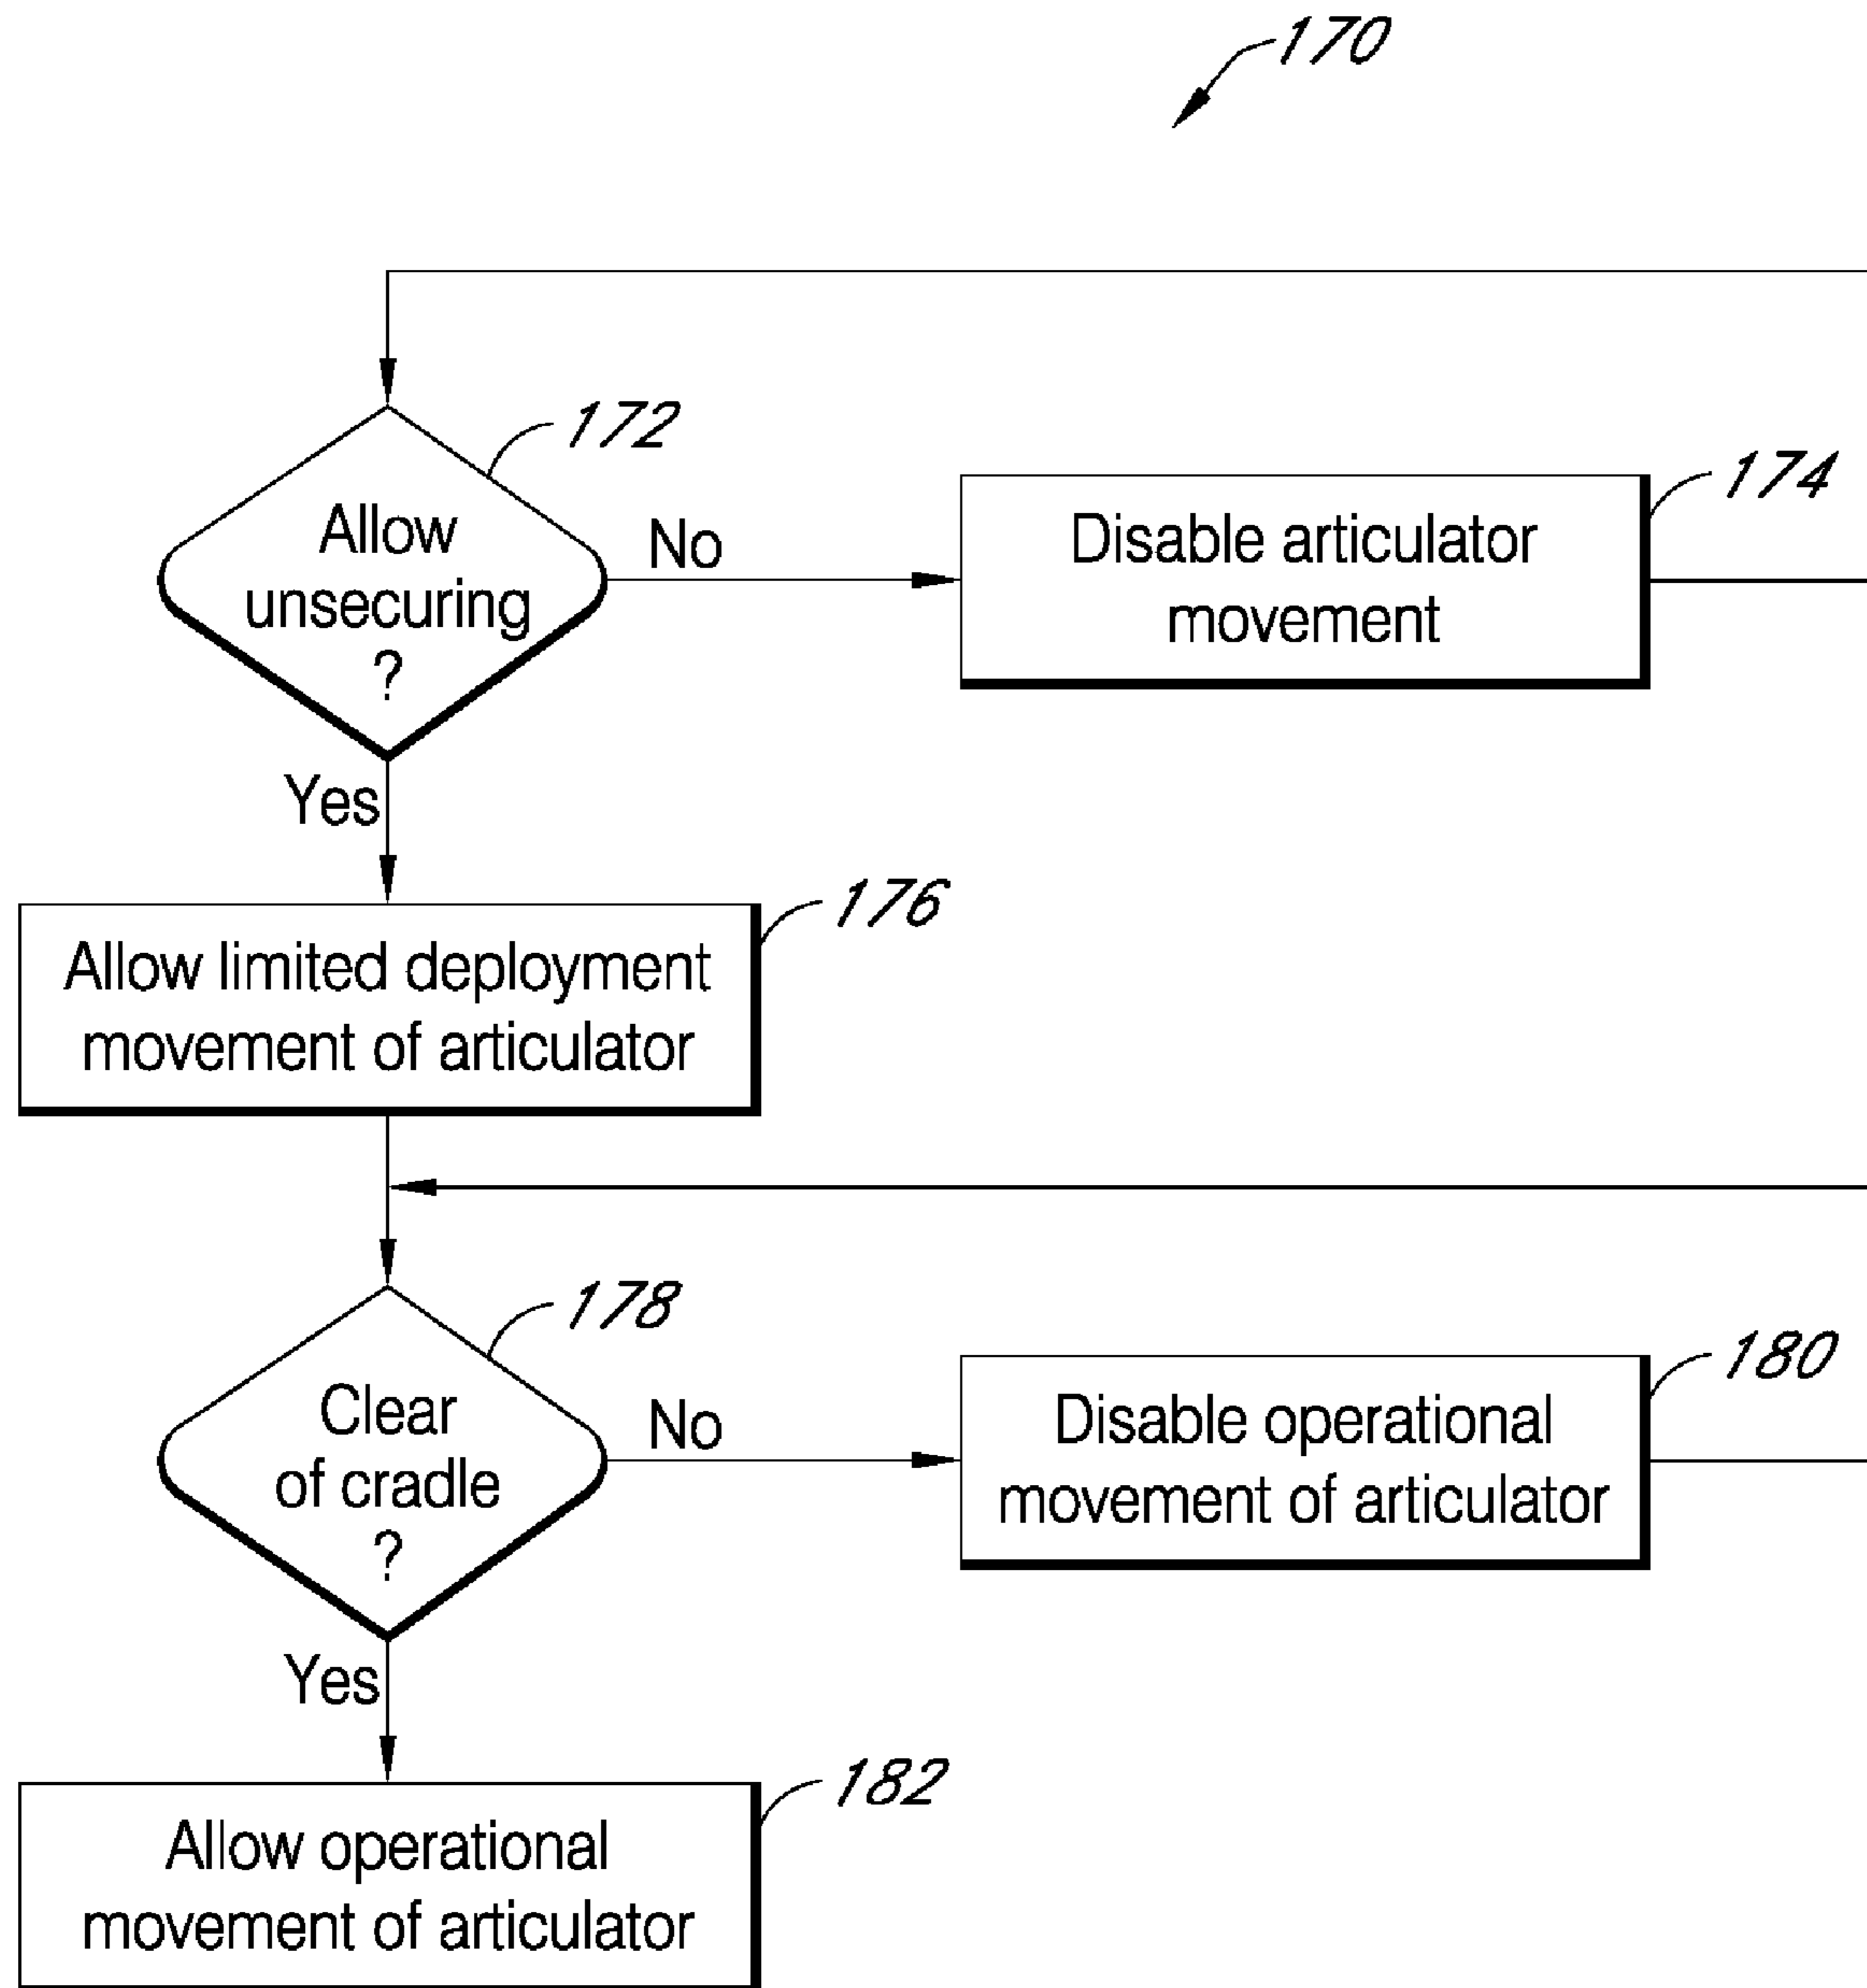 170
172
Allow
unsecuring
?
No
Disable articulator
movement
174
Yes
176
Allow limited deployment
movement of articulator
178
Clear
of cradle
?
No
Disable operational
movement of articulator
180
Yes
182
Allow operational
movement of articulator